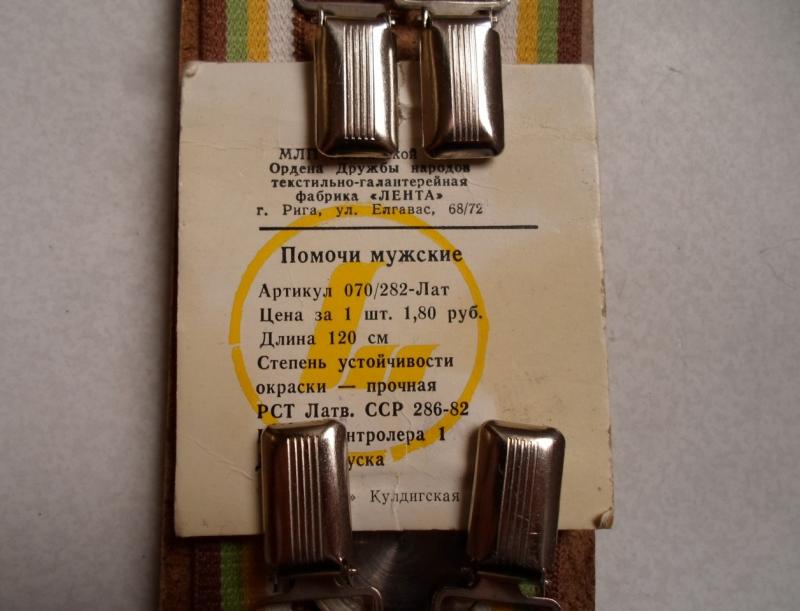 МЛП
Ордена Дружбы народов
текстильно-галантерейная
фабрика «ЛЕНТА»
г. Рига, ул. Елгавас, 68/72
Помочи мужские
Артикул 070/282-Лат
Цена за 1 шт. 1,80 руб.
Длина 120 см
Степень устойчивости
окраски — прочная
РСТ Латв. ССР 286-82
1
Кулдигская